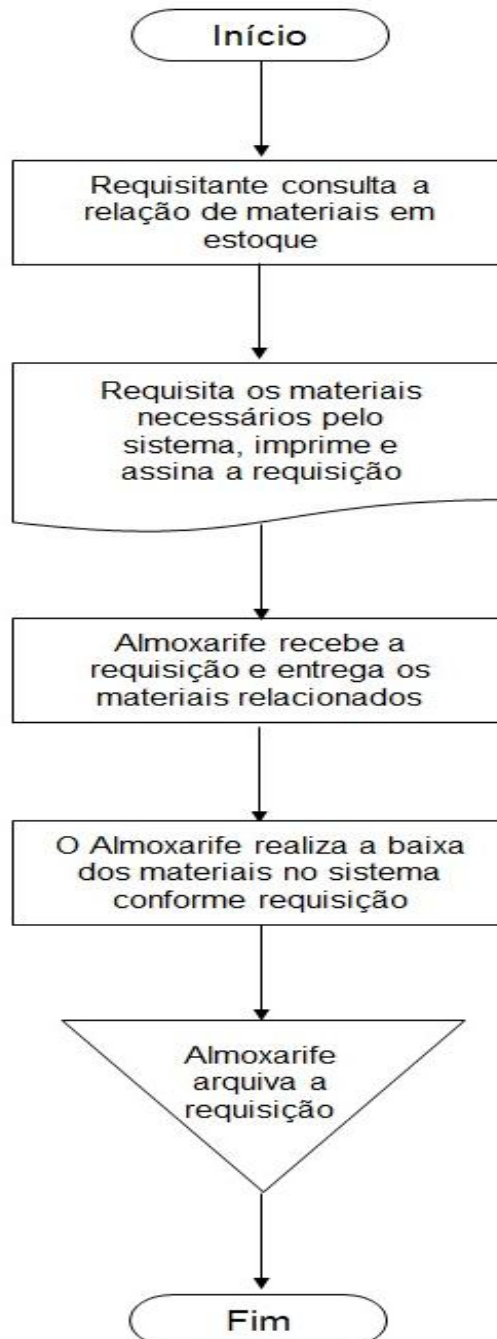 Início
Requisitante consulta a
relação de materiais em
estoque
Requisita os materiais
necessários pelo
sistema, imprime e
assina a requisição
Almoxarife recebe a
requisição e entrega os
materiais relacionados
O Almoxarife realiza a baixa
dos materiais no sistema
conforme requisição
Almoxarife
arquiva a
requisição
Fim